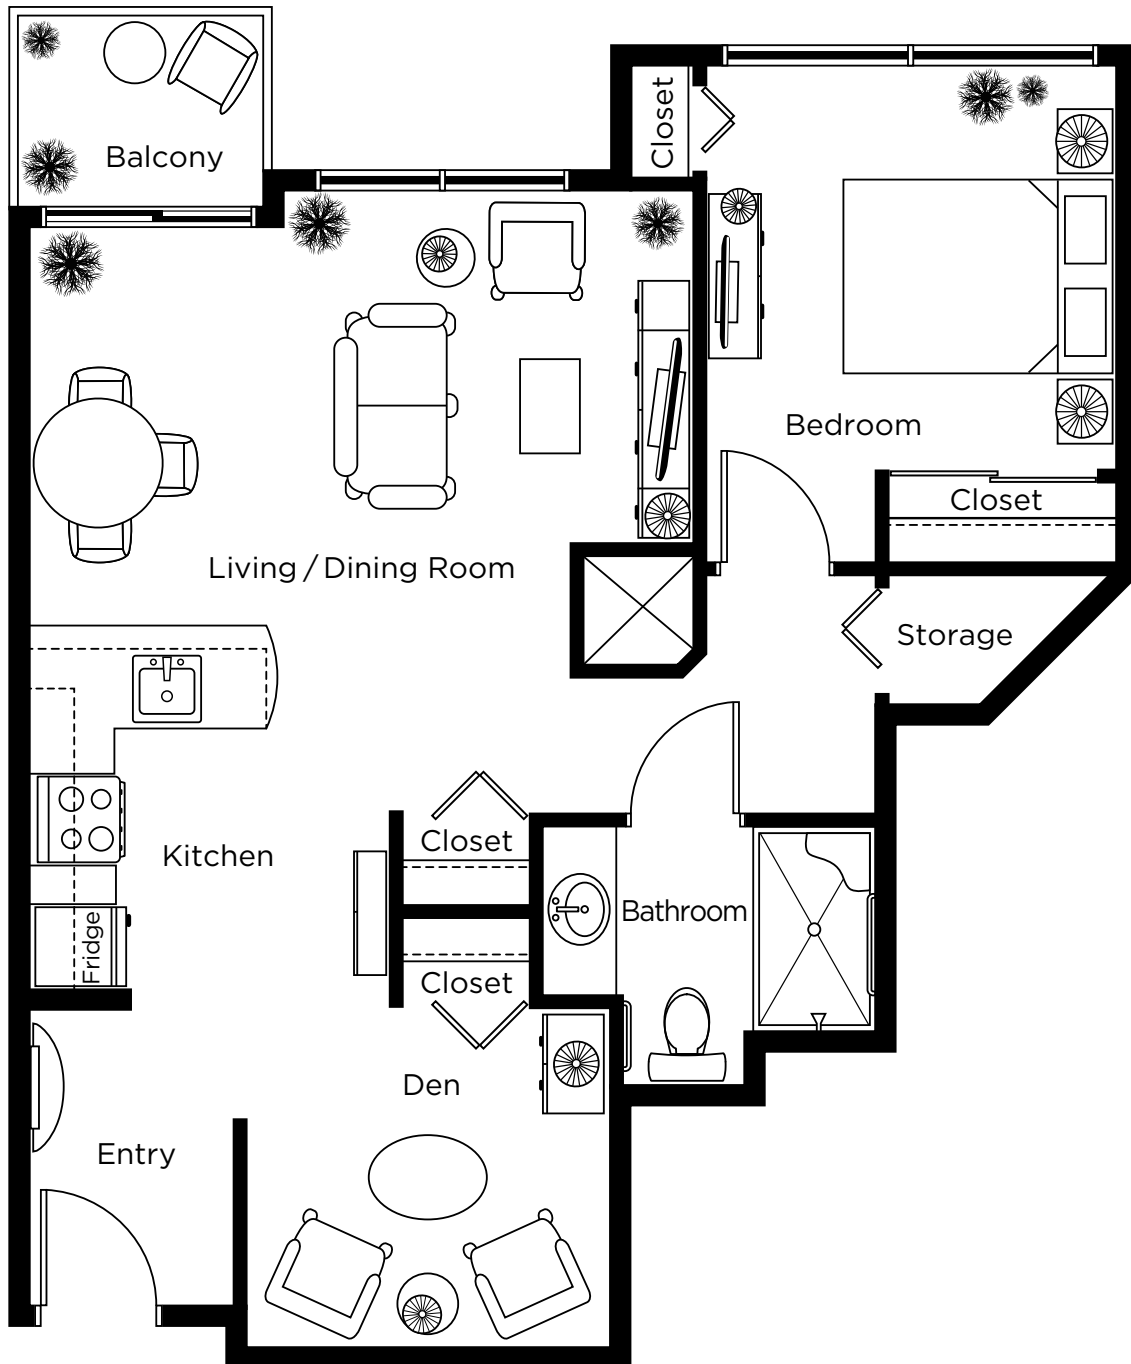 Balcony
Closet
Bedroom
Closet
Living / Dining Room
Storage
Closet
Kitchen
Bathroom
Fridge
Closet
Den
Entry